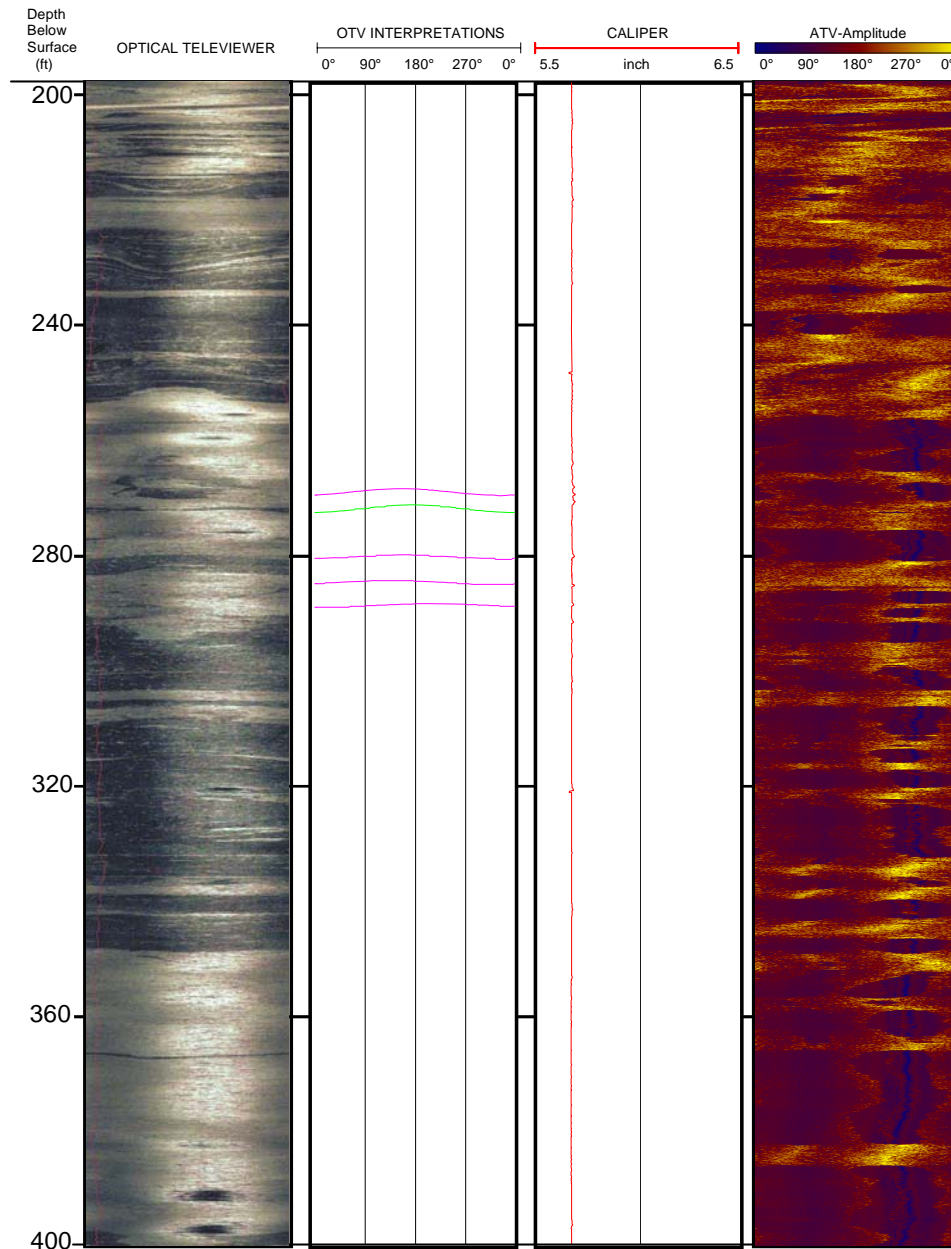 Depth
Below
Surface
(ft)
OPTICAL TELEVIEWER
OTV INTERPRETATIONS
0° 90° 180° 270° 0°
CALIPER
5.5 inch 6.5
ATV-Amplitude
0° 90° 180° 270° 0°
200
240
280
320
360
400